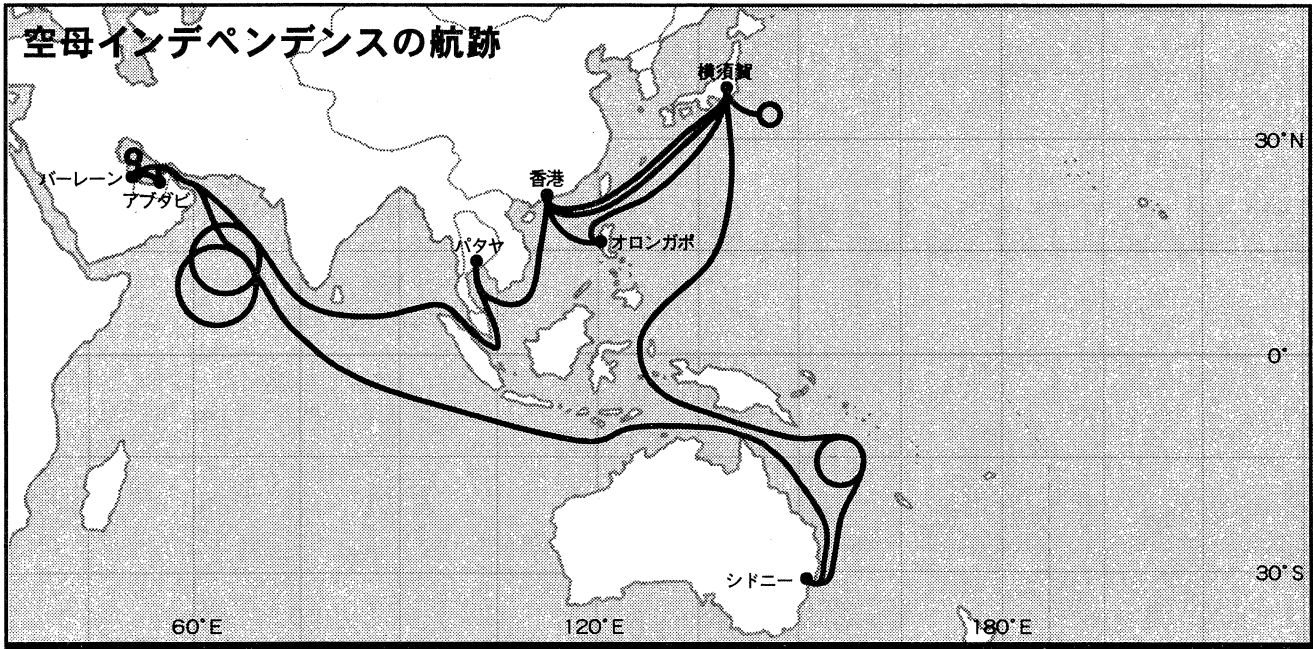 空母インデペンデンスの航跡
横須賀
30°N
バーレーン
アブダビ
香港
パタヤ
オロンガポ
0°
シドニー
30°S
60°E
120°E
180°E